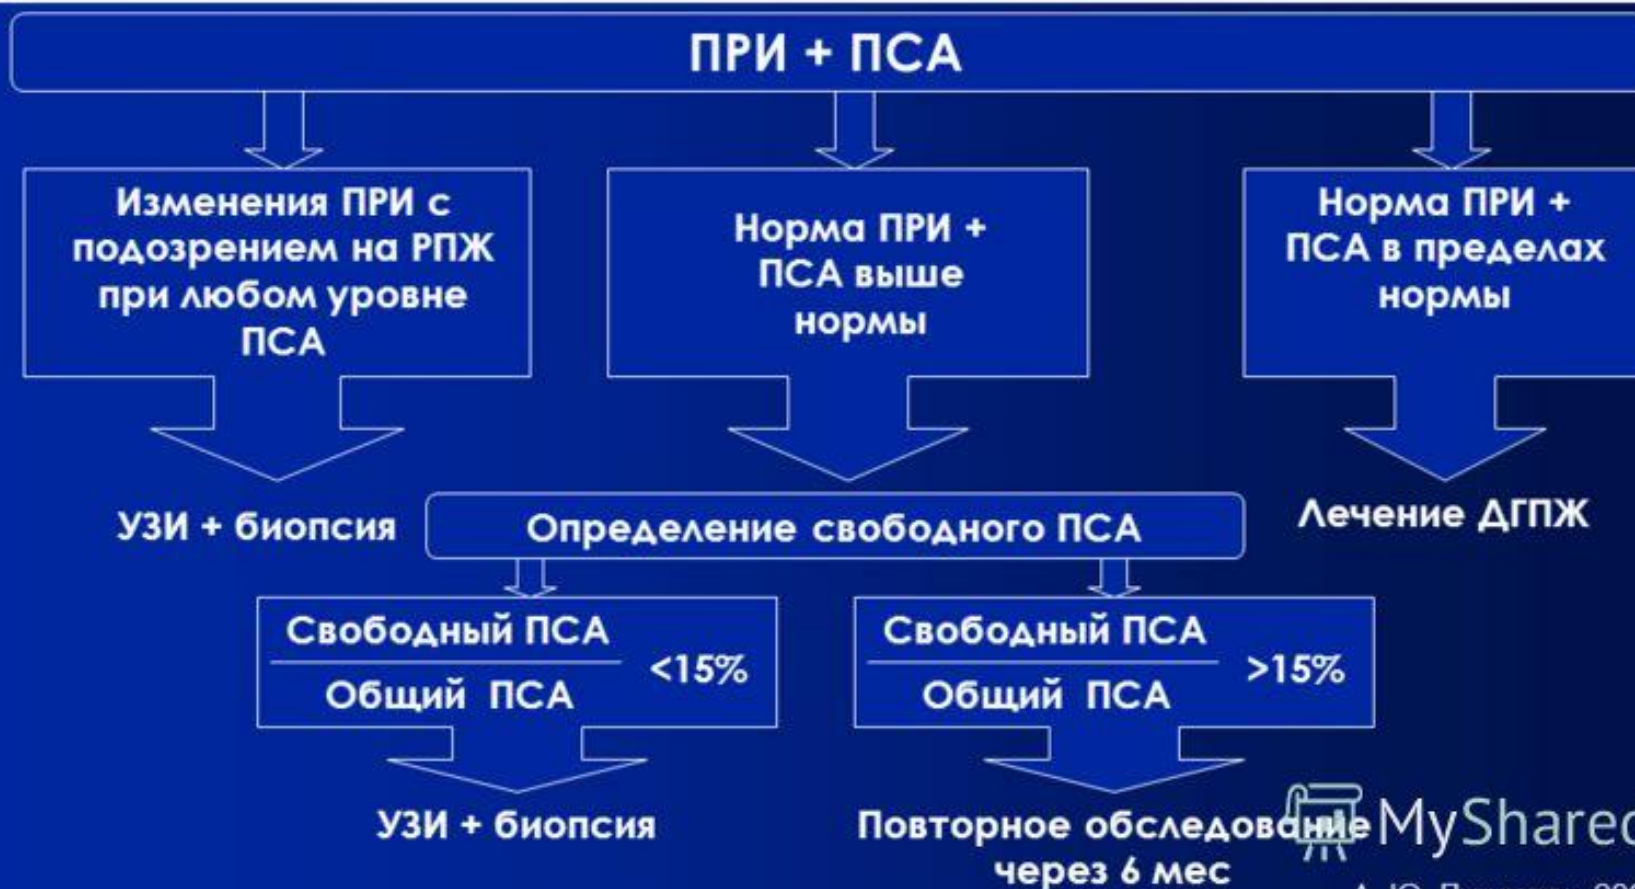 ПРИ + ПСА
Изменения ПРИ с
подозрением на РПЖ
при любом уровне
ПСА
Норма ПРИ +
ПСА выше
нормы
Норма ПРИ +
ПСА в пределах
нормы
УЗИ + биопсия
Определение свободного ПСА
Лечение ДГПЖ
Свободный ПСА
Общий ПСА
<15%
Свободный ПСА
Общий ПСА
>15%
УЗИ + биопсия
Повторное обследование
через 6 мес
MyShared